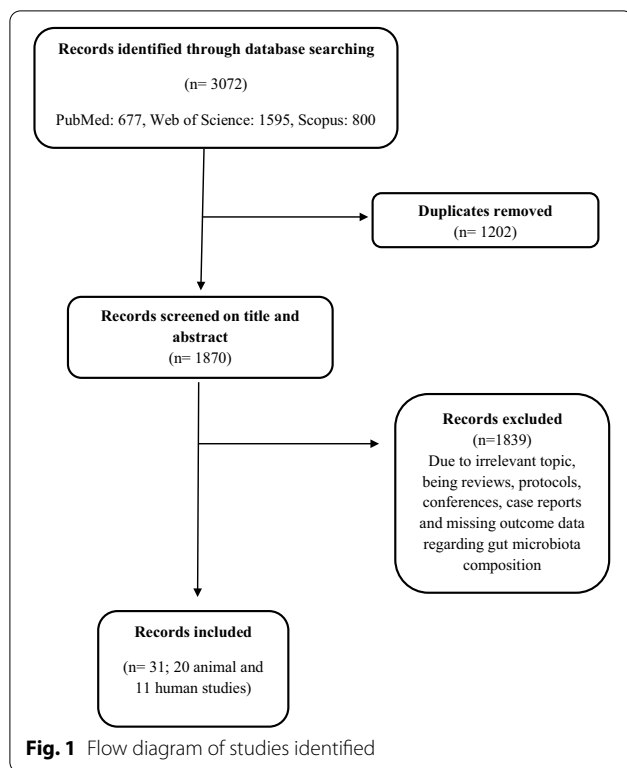 Records identified through database searching
(n= 3072)
PubMed: 677, Web of Science: 1595, Scopus: 800
Duplicates removed
(n= 1202)
Records screened on title and
abstract
(n= 1870)
Records excluded
(n=1839)
Due to irrelevant topic,
being reviews, protocols,
conferences, case reports
and missing outcome data
regarding gut microbiota
composition
Records included
(n= 31; 20 animal and
11 human studies)
Fig. 1 Flow diagram of studies identified